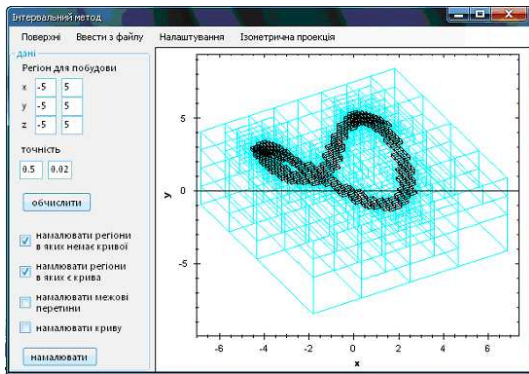 Інтервальний метод
Поверхні Ввести з файлу Налаштування Ізометрична проекція
дані
Регіон для побудови
x -5 5
y -5 5
z -5 5
точність
0.5 0.02
обчислити
намалювати регіони
в яких немає кривої
намлювати регіони
в яких є крива
намалювати межові
перетини
намалювати криву
намалювати
5
0
-5
y
-6 -4 -2 0 2 4 6
x